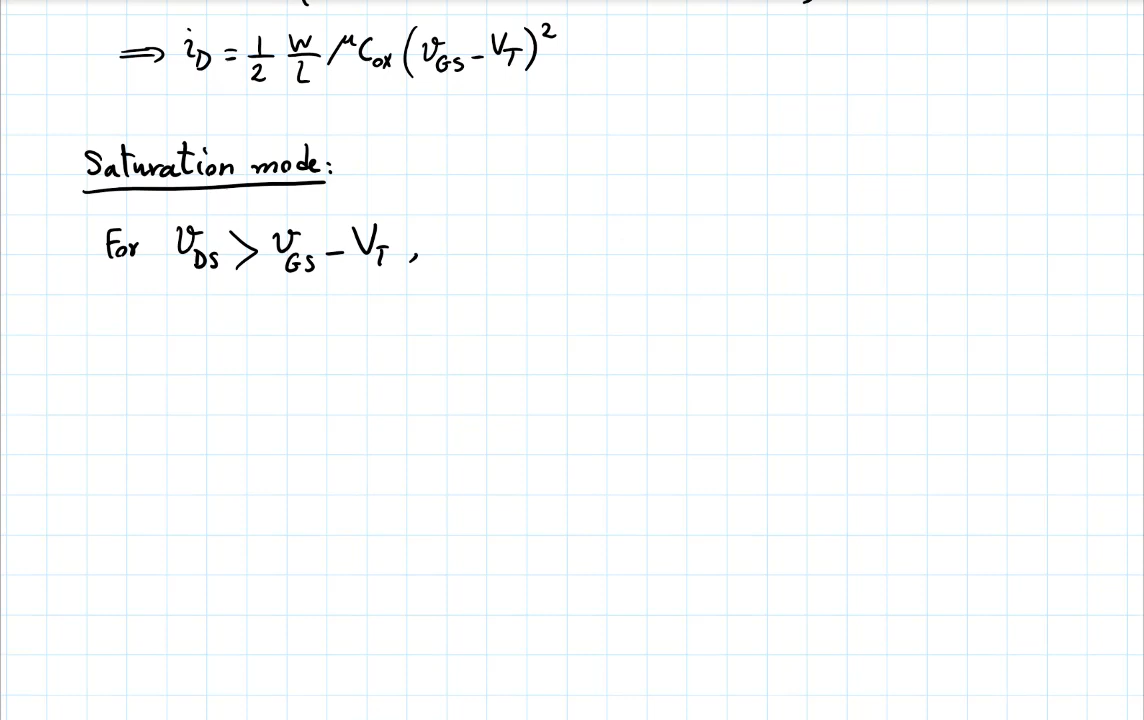 ⟹ i_D = 1/2 W/L μC_ox (v_GS - V_T)^2
Saturation mode:
For v_DS > v_GS - V_T ,